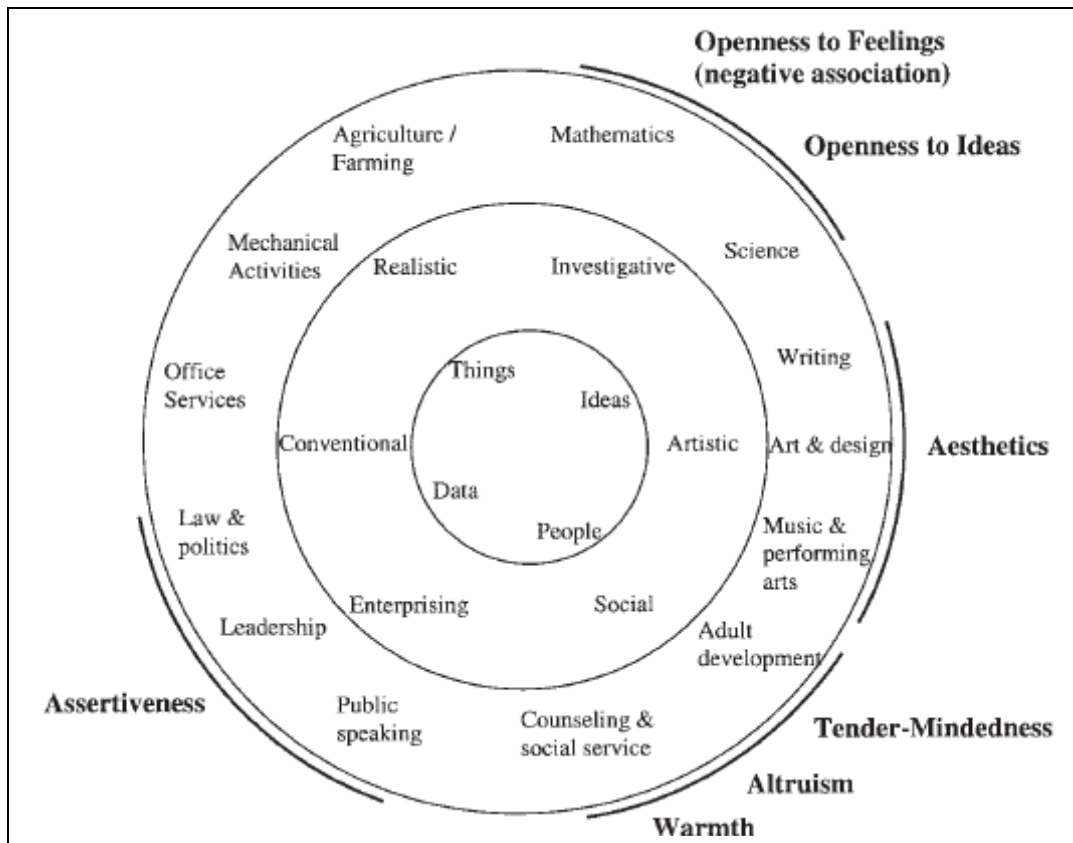 Openness to Feelings
(negative association)
Agriculture /
Farming
Mathematics
Openness to Ideas
Mechanical
Activities
Realistic
Investigative
Science
Office
Services
Things
Ideas
Writing
Conventional
Artistic
Art & design
Aesthetics
Data
People
Law &
politics
Music &
performing
arts
Enterprising
Social
Leadership
Adult
development
Assertiveness
Public
speaking
Counseling &
social service
Tender-Mindedness
Altruism
Warmth